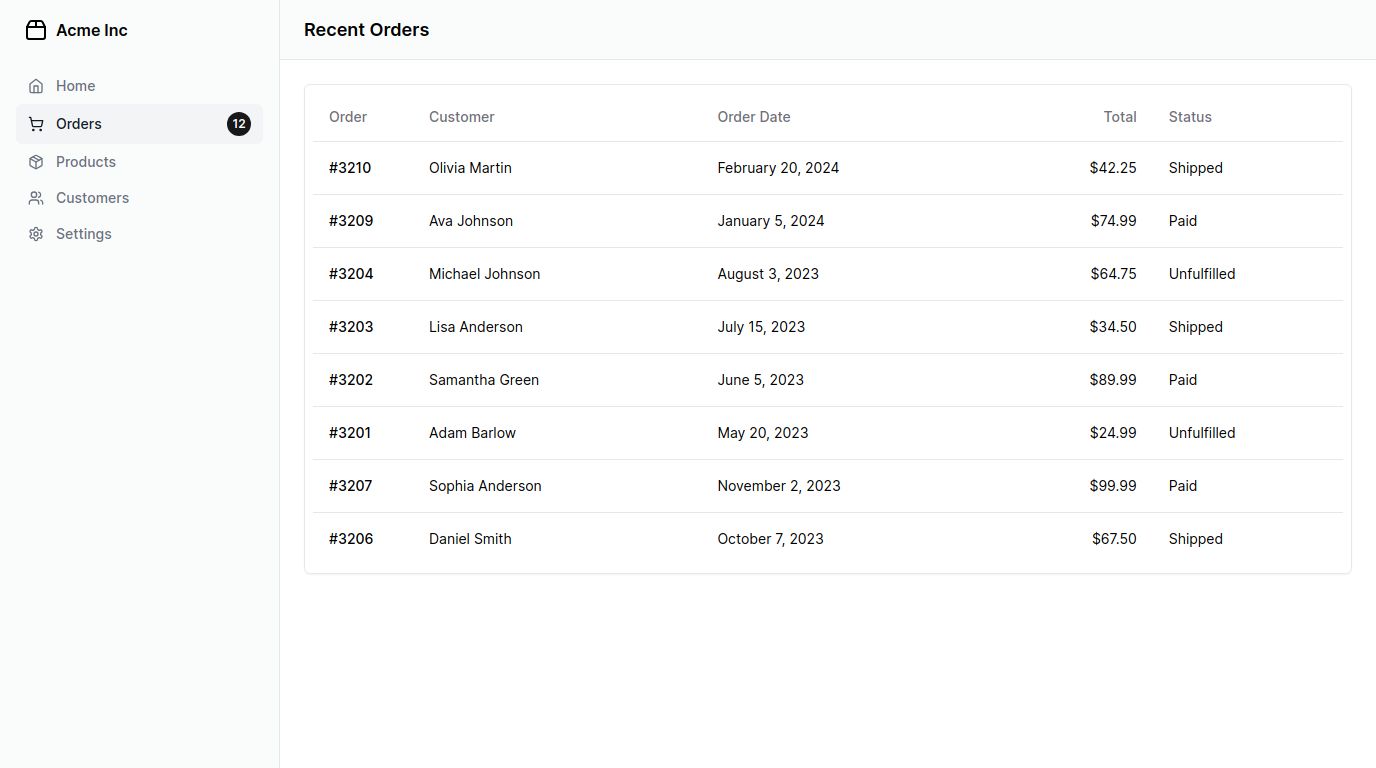 Acme Inc
Home
Orders 12
Products
Customers
Settings
Recent Orders
Order Customer Order Date Total Status
#3210 Olivia Martin February 20, 2024 $42.25 Shipped
#3209 Ava Johnson January 5, 2024 $74.99 Paid
#3204 Michael Johnson August 3, 2023 $64.75 Unfulfilled
#3203 Lisa Anderson July 15, 2023 $34.50 Shipped
#3202 Samantha Green June 5, 2023 $89.99 Paid
#3201 Adam Barlow May 20, 2023 $24.99 Unfulfilled
#3207 Sophia Anderson November 2, 2023 $99.99 Paid
#3206 Daniel Smith October 7, 2023 $67.50 Shipped